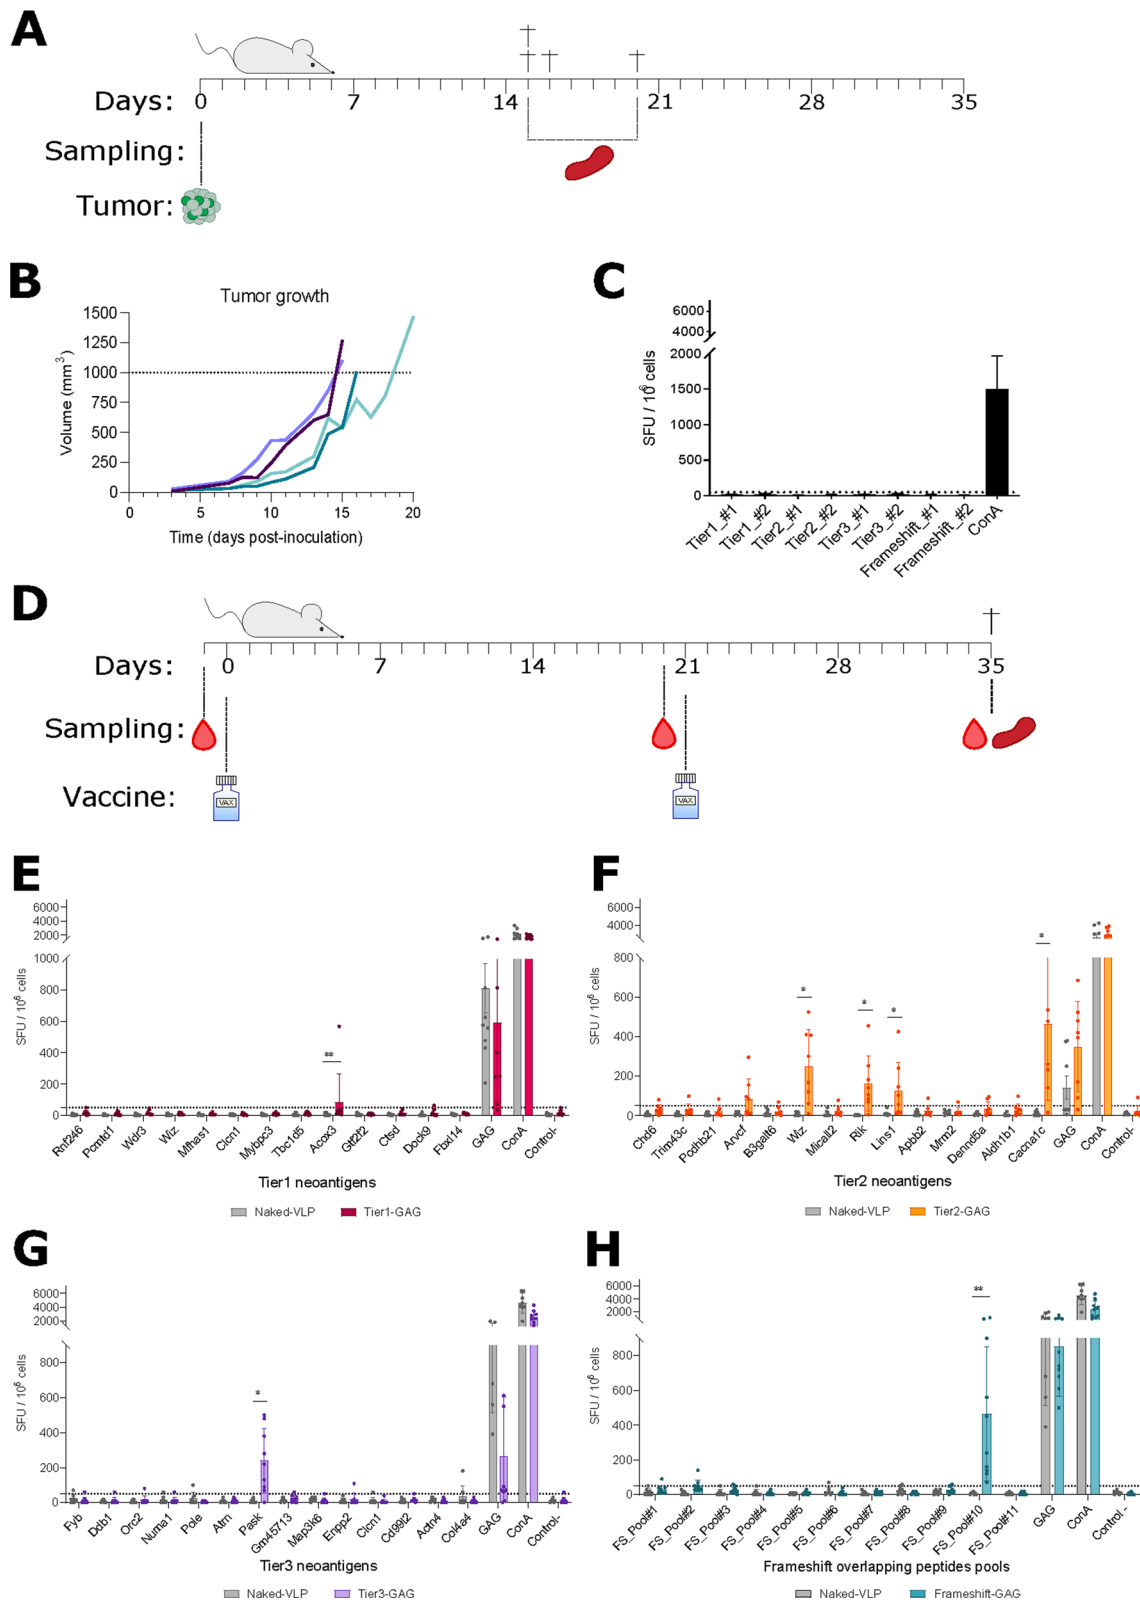 A
Days: 0 7 14 21 28 35
Sampling:
Tumor:
B
Tumor growth
1500
1250
1000
750
500
250
0
Volume (mm³)
0 5 10 15 20
Time (days post-inoculation)
C
6000
4000
2000
1500
1000
500
0
SFU / 10⁶ cells
Tier1_#1
Tier1_#2
Tier2_#1
Tier2_#2
Tier3_#1
Tier3_#2
Frameshift_#1
Frameshift_#2
ConA
D
Days: 0 7 14 21 28 35
Sampling:
Vaccine:
VAX VAX
E
6000
4000
2000
1000
800
600
400
200
0
SFU / 10⁶ cells
**
Rnf246
Pcmtd1
Wdr3
Wiz
Mfhas1
Clcn1
Mybpc3
Tbc1d5
Acox3
Gtf2f2
Ctsd
Dock9
Fbxl14
GAG
ConA
Control-
Tier1 neoantigens
Naked-VLP Tier1-GAG
F
6000
4000
2000
800
600
400
200
0
SFU / 10⁶ cells
* * * *
Chd6
Trim43c
Pcdhb21
Arvcf
B3galt6
Wiz
Micall2
Rlk
Lins1
Apbb2
Mrm2
Dennd5a
Aldh1b1
Cacna1c
GAG
ConA
Control-
Tier2 neoantigens
Naked-VLP Tier2-GAG
G
6000
4000
2000
800
600
400
200
0
SFU / 10⁶ cells
*
Fyb
Ddb1
Orc2
Numa1
Pole
Atrn
Pask
Gm45713
Map3k6
Enpp2
Clcn1
Cd99l2
Actn4
Col4a4
GAG
ConA
Control-
Tier3 neoantigens
Naked-VLP Tier3-GAG
H
6000
4000
2000
800
600
400
200
0
SFU / 10⁶ cells
**
FS_Pool#1
FS_Pool#2
FS_Pool#3
FS_Pool#4
FS_Pool#5
FS_Pool#6
FS_Pool#7
FS_Pool#8
FS_Pool#9
FS_Pool#10
FS_Pool#11
GAG
ConA
Control -
Frameshift overlapping peptides pools
Naked-VLP Frameshift-GAG